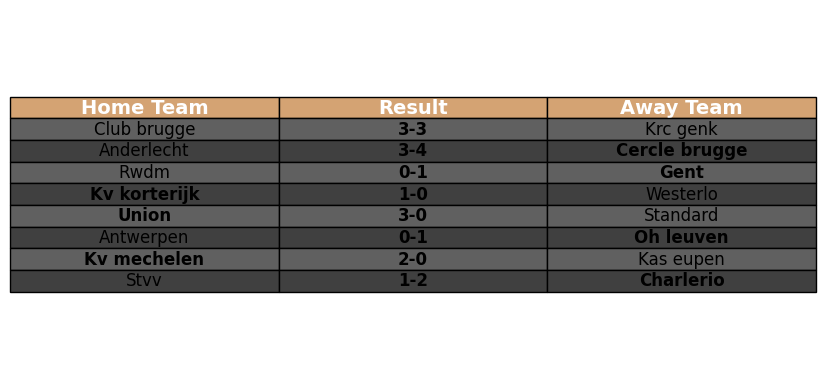 Home Team Result Away Team
Club brugge 3-3 Krc genk
Anderlecht 3-4 Cercle brugge
Rwdm 0-1 Gent
Kv korterijk 1-0 Westerlo
Union 3-0 Standard
Antwerpen 0-1 Oh leuven
Kv mechelen 2-0 Kas eupen
Stvv 1-2 Charlerio